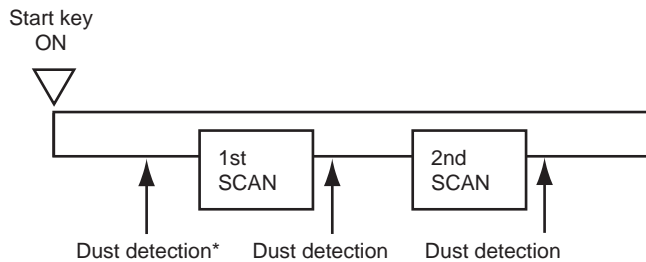 Start key
ON
1st
SCAN
2nd
SCAN
Dust detection*
Dust detection
Dust detection